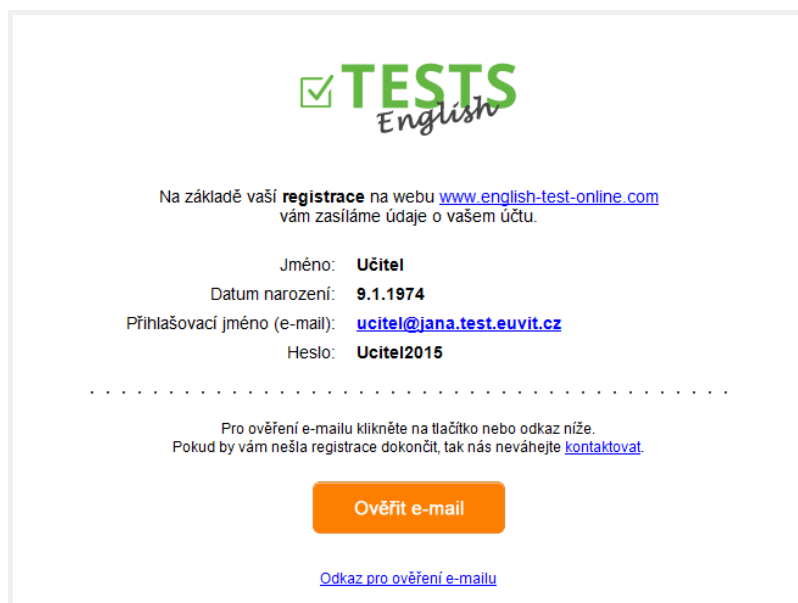 TESTS
English
Na základě vaší registrace na webu www.english-test-online.com
vám zasíláme údaje o vašem účtu.
Jméno: Učitel
Datum narození: 9.1.1974
Přihlašovací jméno (e-mail): ucitel@jana.test.euvit.cz
Heslo: Ucitel2015
Pro ověření e-mailu klikněte na tlačítko nebo odkaz níže.
Pokud by vám nešla registrace dokončit, tak nás neváhejte kontaktovat.
Ověřit e-mail
Odkaz pro ověření e-mailu